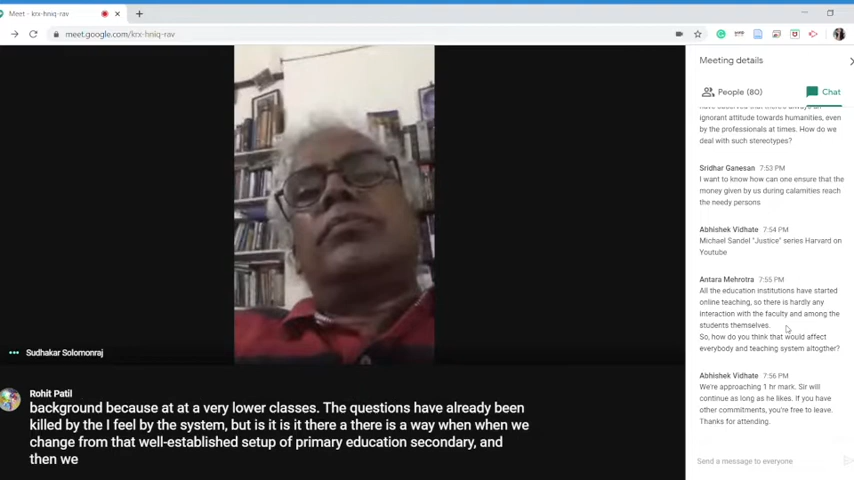 Meet - krx-hniq-rav
meet.google.com/krx-hniq-rav
Meeting details
People (80)
Chat
ignorant attitude towards humanities, even
by the professionals at times. How do we
deal with such stereotypes?
Sridhar Ganesan 7:53 PM
I want to know how can one ensure that the
money given by us during calamities reach
the needy persons
Abhishek Vidhate 7:54 PM
Michael Sandel "Justice" series Harvard on
Youtube
Antara Mehrotra 7:55 PM
All the education institutions have started
online teaching, so there is hardly any
interaction with the faculty and among the
students themselves.
So, how do you think that would affect
everybody and teaching system altogther?
Abhishek Vidhate 7:56 PM
We're approaching 1 hr mark. Sir will
continue as long as he likes. If you have
other commitments, you're free to leave.
Thanks for attending.
Send a message to everyone
Sudhakar Solomonraj
Rohit Patil
background because at at a very lower classes. The questions have already been
killed by the I feel by the system, but is it is it there a there is a way when when we
change from that well-established setup of primary education secondary, and
then we